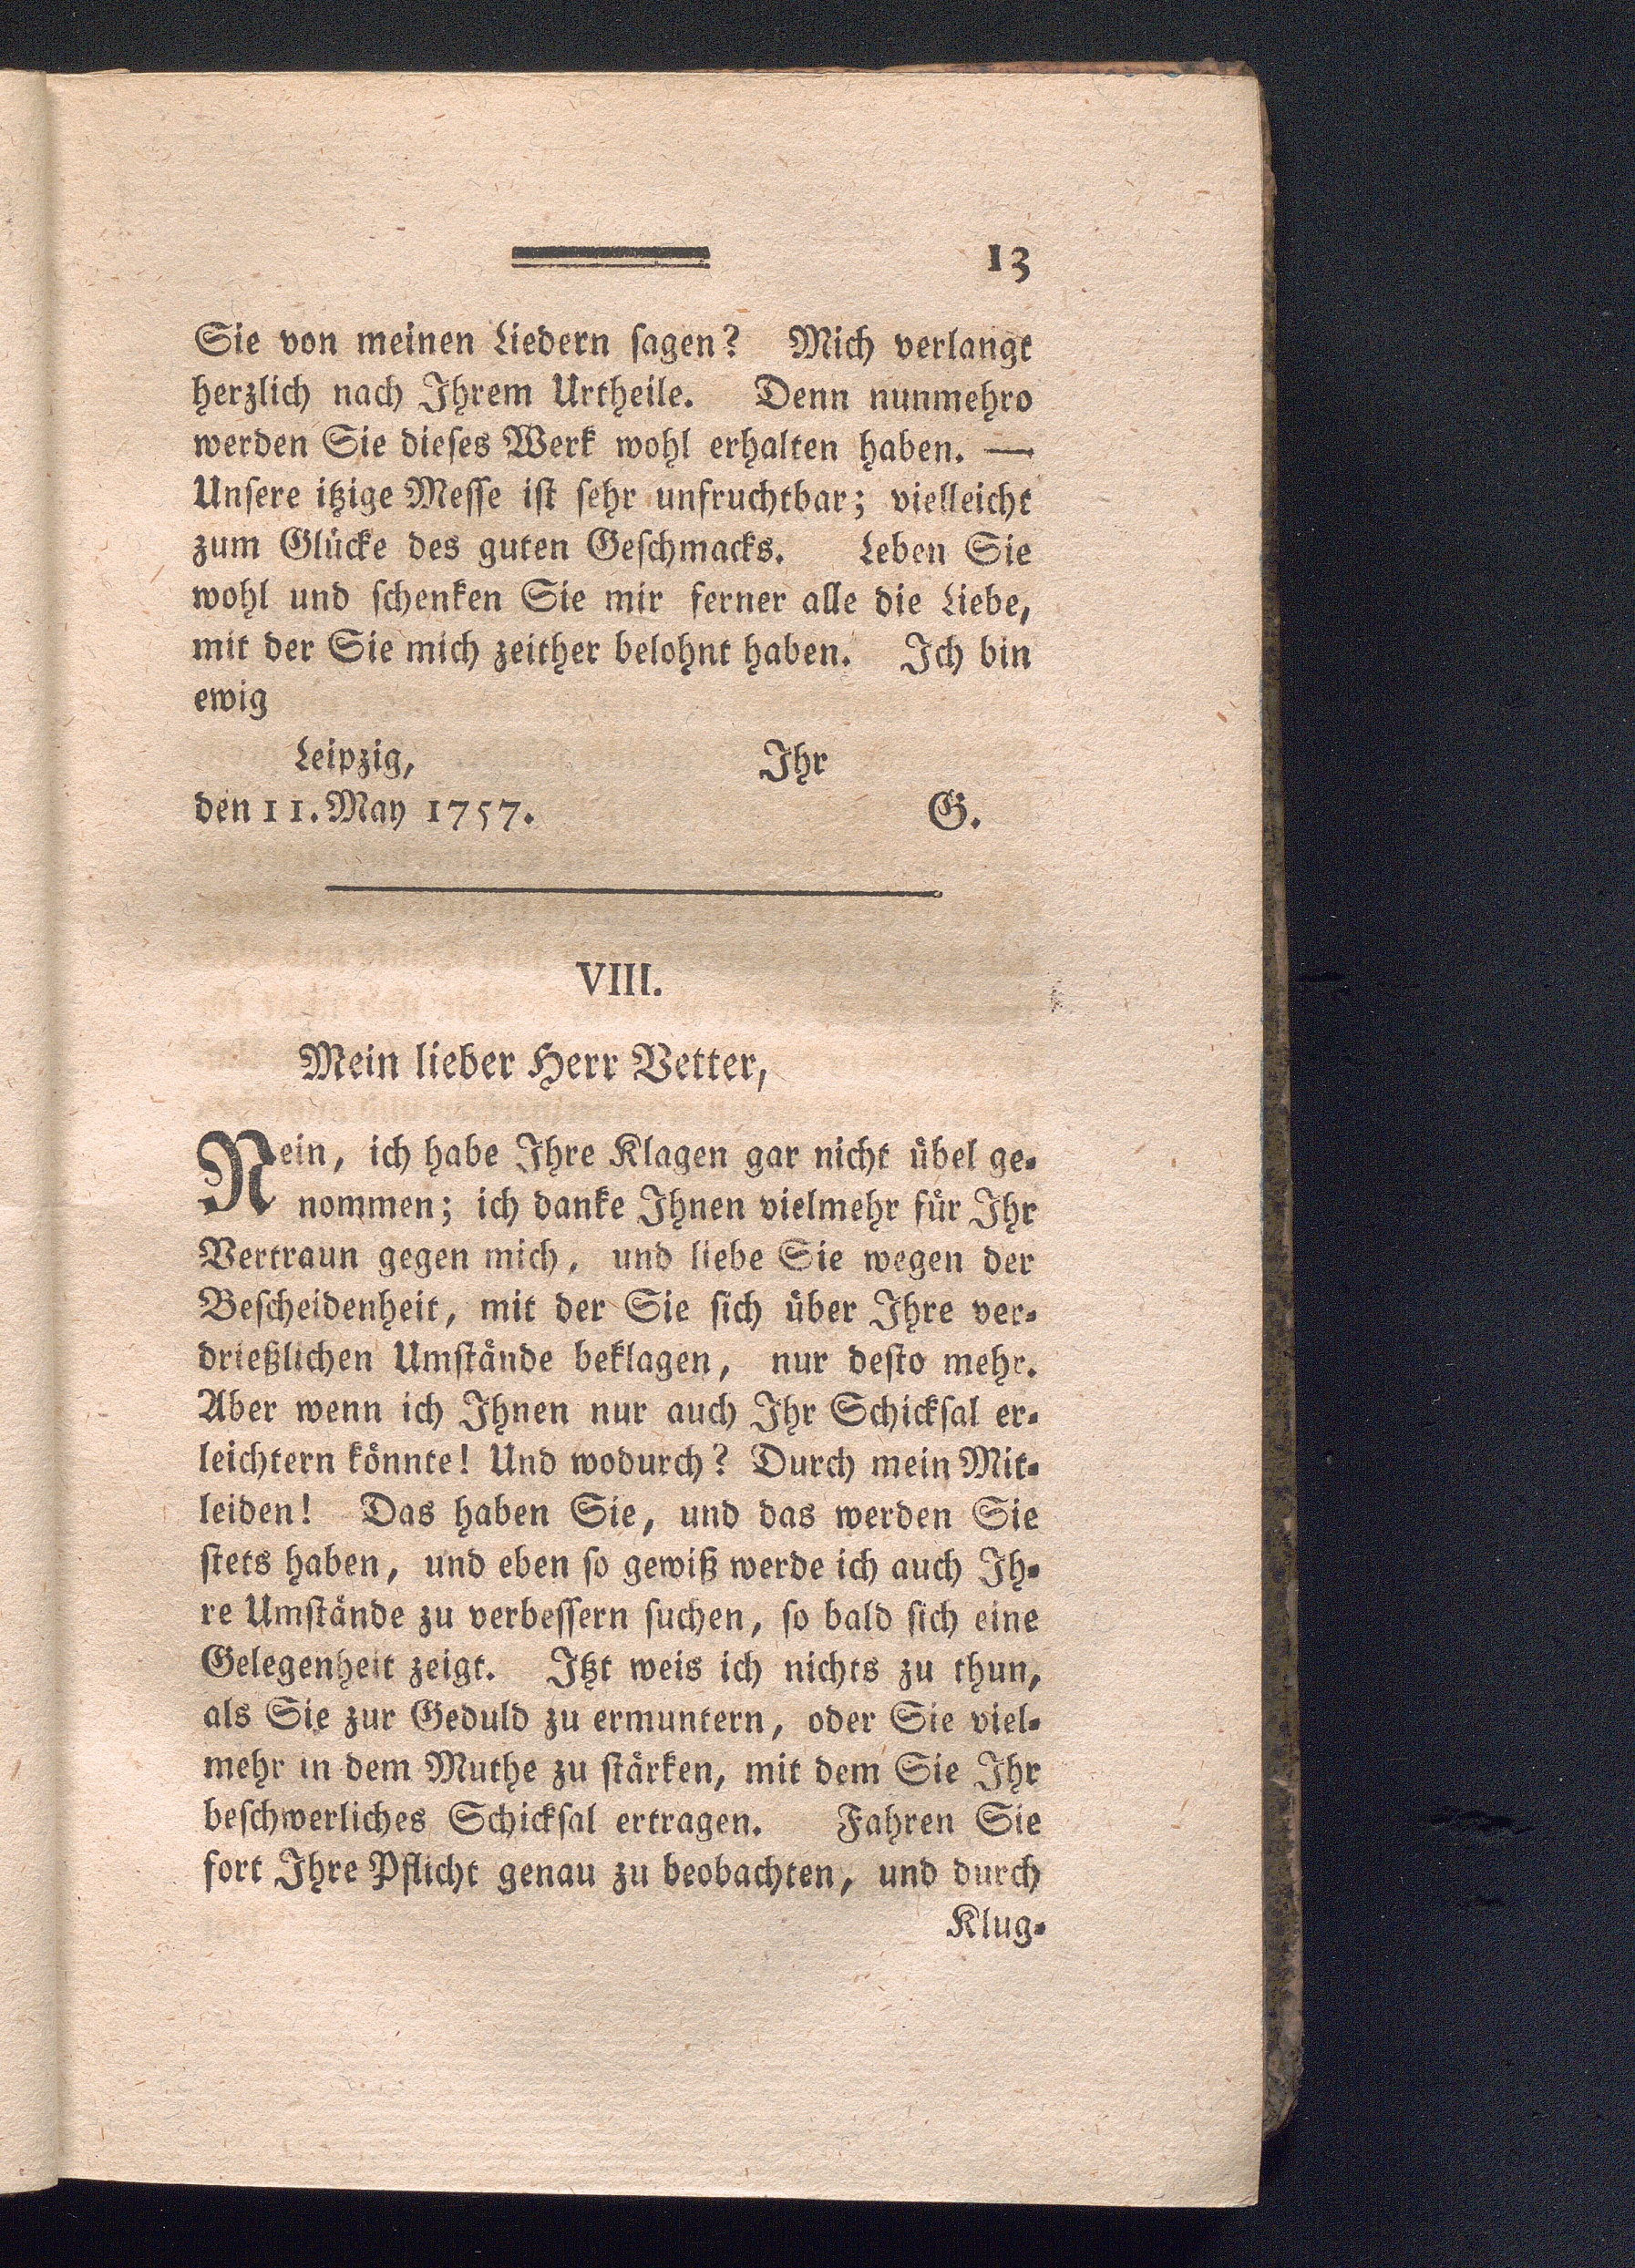 13
Sie von meinen Liedern ſagen? Mich verlangt
herzlich nach Ihrem Urtheile. Denn nunmehro
werden Sie dieſes Werk wohl erhalten haben. —
Unſere itzige Meſſe iſt ſehr unfruchtbar; vielleicht
zum Glücke des guten Geſchmacks. Leben Sie
wohl und ſchenken Sie mir ferner alle die Liebe,
mit der Sie mich zeither belohnt haben. Ich bin
ewig
Leipzig, Ihr
den 11. May 1757. G.
VIII.
Mein lieber Herr Vetter,
Nein, ich habe Ihre Klagen gar nicht übel ge-
nommen; ich danke Ihnen vielmehr für Ihr
Vertraun gegen mich, und liebe Sie wegen der
Beſcheidenheit, mit der Sie ſich über Ihre ver-
drießlichen Umſtände beklagen, nur deſto mehr.
Aber wenn ich Ihnen nur auch Ihr Schickſal er-
leichtern könnte! Und wodurch? Durch mein Mit-
leiden! Das haben Sie, und das werden Sie
ſtets haben, und eben ſo gewiß werde ich auch Ih-
re Umſtände zu verbeſſern ſuchen, ſo bald ſich eine
Gelegenheit zeigt. Itzt weis ich nichts zu thun,
als Sie zur Geduld zu ermuntern, oder Sie viel-
mehr in dem Muthe zu ſtärken, mit dem Sie Ihr
beſchwerliches Schickſal ertragen. Fahren Sie
fort Ihre Pflicht genau zu beobachten, und durch
Klug-